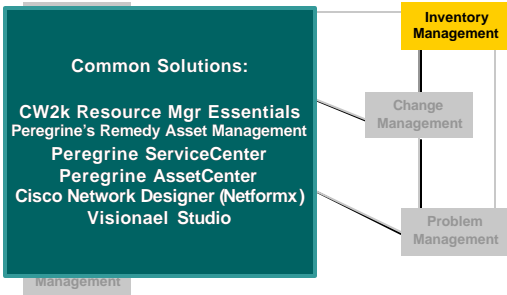 Common Solutions:
CW2k Resource Mgr Essentials
Peregrine's Remedy Asset Management
Peregrine ServiceCenter
Peregrine AssetCenter
Cisco Network Designer (Netformx)
Visionael Studio
Inventory
Management
Change
Management
Problem
Management
Management